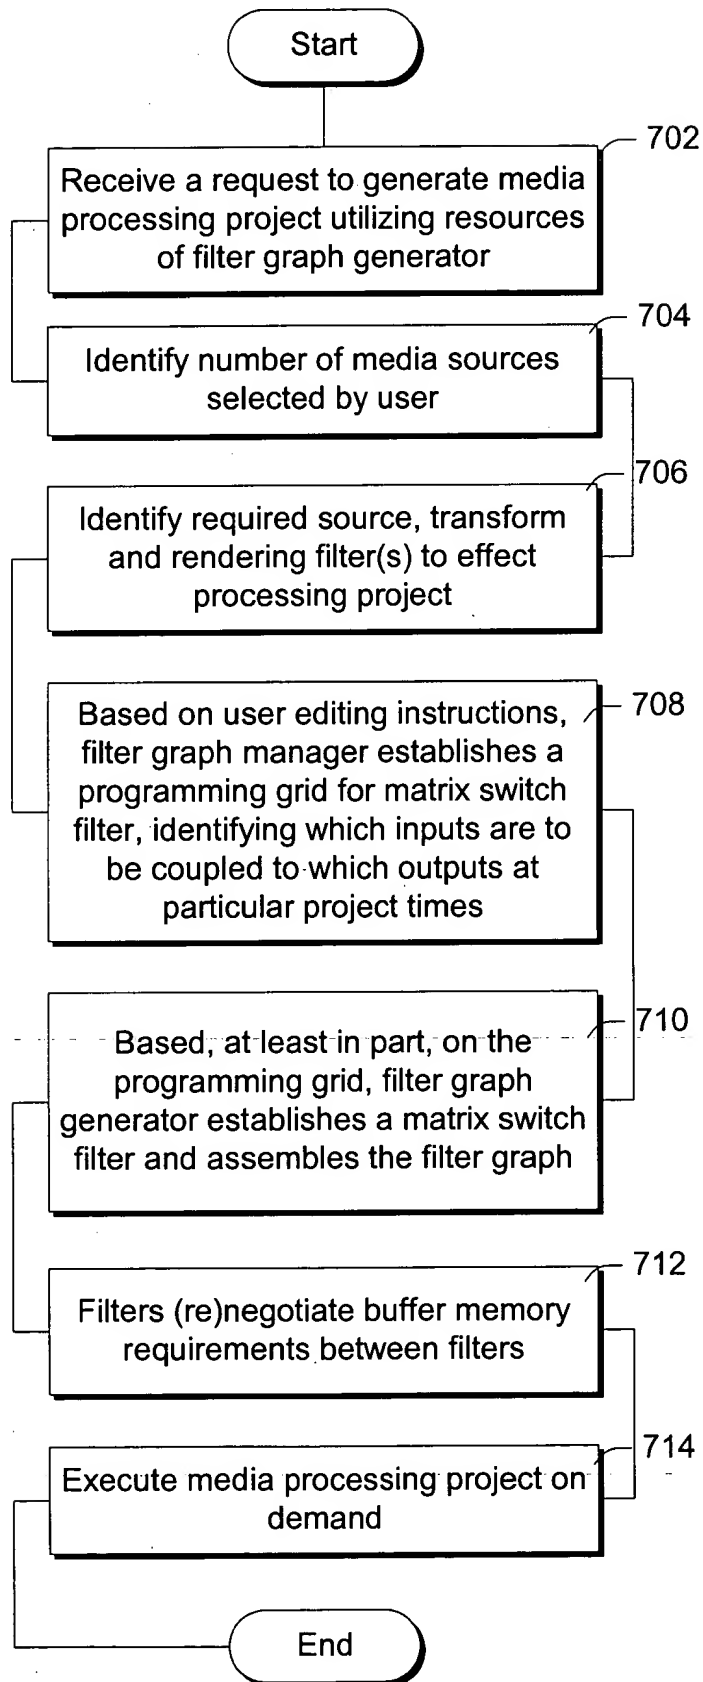 Start
702
Receive a request to generate media
processing project utilizing resources
of filter graph generator
704
Identify number of media sources
selected by user
706
Identify required source, transform
and rendering filter(s) to effect
processing project
708
Based on user editing instructions,
filter graph manager establishes a
programming grid for matrix switch
filter, identifying which inputs are to
be coupled to which outputs at
particular project times
710
Based, at least in part, on the
programming grid, filter graph
generator establishes a matrix switch
filter and assembles the filter graph
712
Filters (re)negotiate buffer memory
requirements between filters
714
Execute media processing project on
demand
End